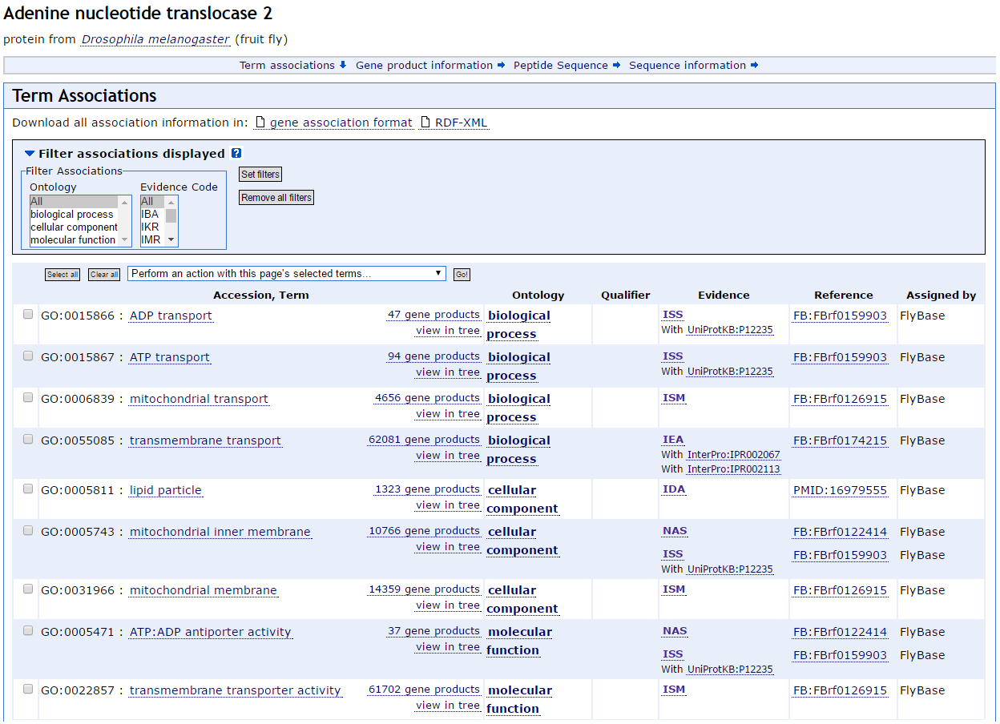 Adenine nucleotide translocase 2
protein from Drosophila melanogaster (fruit fly)
Term associations Gene product information Peptide Sequence Sequence information
Term Associations
Download all association information in: gene association format RDF-XML
Filter associations displayed ?
Filter Associations
Ontology Evidence Code
All All
biological process IBA
cellular component IKR
molecular function IMR
Set filters
Remove all filters
Select all Clear all Perform an action with this page's selected terms... Go!
Accession, Term Ontology Qualifier Evidence Reference Assigned by
GO:0015866 : ADP transport 47 gene products biological ISS FB:FBrf0159903 FlyBase
view in tree process With UniProtKB:P12235
GO:0015867 : ATP transport 94 gene products biological ISS FB:FBrf0159903 FlyBase
view in tree process With UniProtKB:P12235
GO:0006839 : mitochondrial transport 4656 gene products biological ISM FB:FBrf0126915 FlyBase
view in tree process
GO:0055085 : transmembrane transport 62081 gene products biological IEA FB:FBrf0174215 FlyBase
view in tree process With InterPro:IPR002067
With InterPro:IPR002113
GO:0005811 : lipid particle 1323 gene products cellular IDA PMID:16979555 FlyBase
view in tree component
GO:0005743 : mitochondrial inner membrane 10766 gene products cellular NAS FB:FBrf0122414 FlyBase
view in tree component ISS FB:FBrf0159903 FlyBase
With UniProtKB:P12235
GO:0031966 : mitochondrial membrane 14359 gene products cellular ISM FB:FBrf0126915 FlyBase
view in tree component
GO:0005471 : ATP:ADP antiporter activity 37 gene products molecular NAS FB:FBrf0122414 FlyBase
view in tree function ISS FB:FBrf0159903 FlyBase
With UniProtKB:P12235
GO:0022857 : transmembrane transporter activity 61702 gene products molecular ISM FB:FBrf0126915 FlyBase
view in tree function